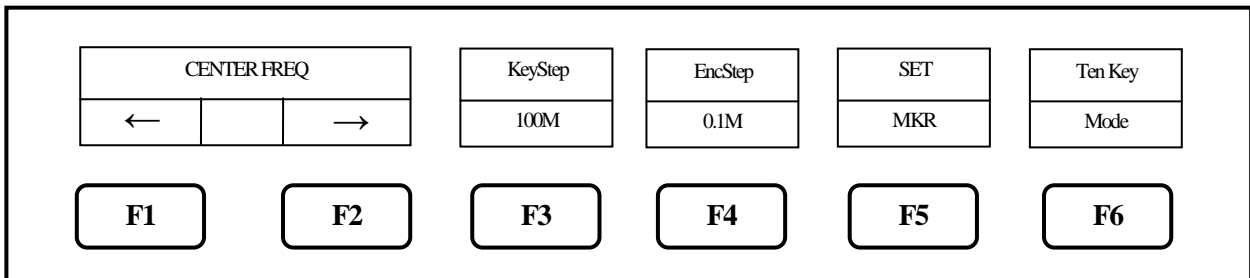 CENTER FREQ KeyStep EncStep SET Ten Key
← → 100M 0.1M MKR Mode
F1 F2 F3 F4 F5 F6